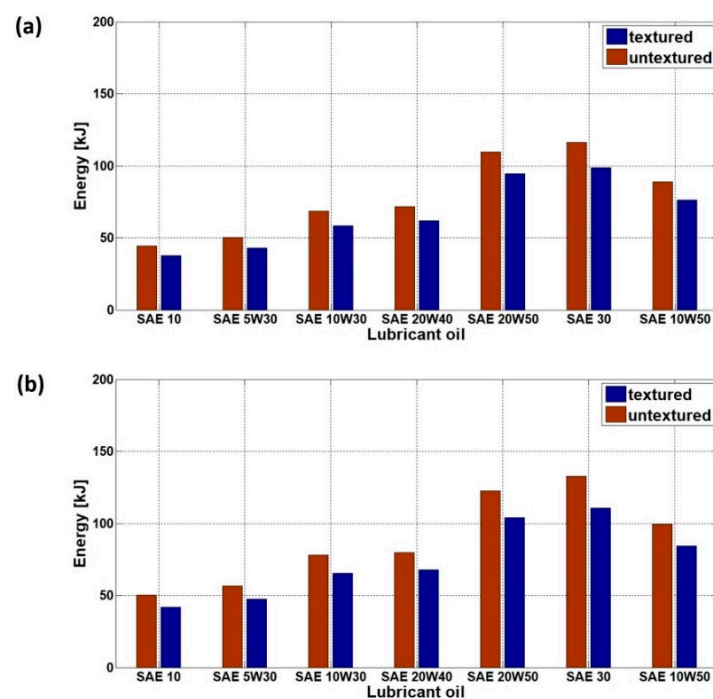 (a)
200
150
100
50
0
Energy [kJ]
textured
untextured
SAE 10 SAE 5W30 SAE 10W30 SAE 20W40 SAE 20W50 SAE 30 SAE 10W50
Lubricant oil
(b)
200
150
100
50
0
Energy [kJ]
textured
untextured
SAE 10 SAE 5W30 SAE 10W30 SAE 20W40 SAE 20W50 SAE 30 SAE 10W50
Lubricant oil